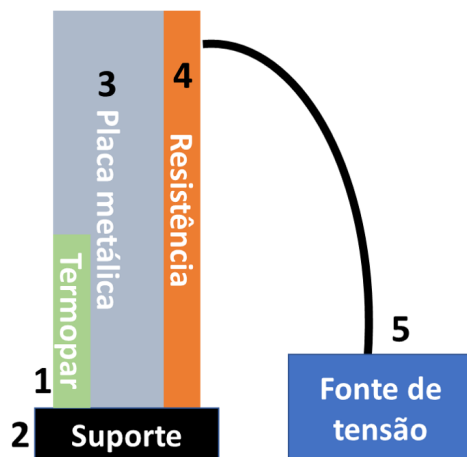 3
4
Placa metálica
Resistência
Termopar
1
2
Suporte
5
Fonte de
tensão